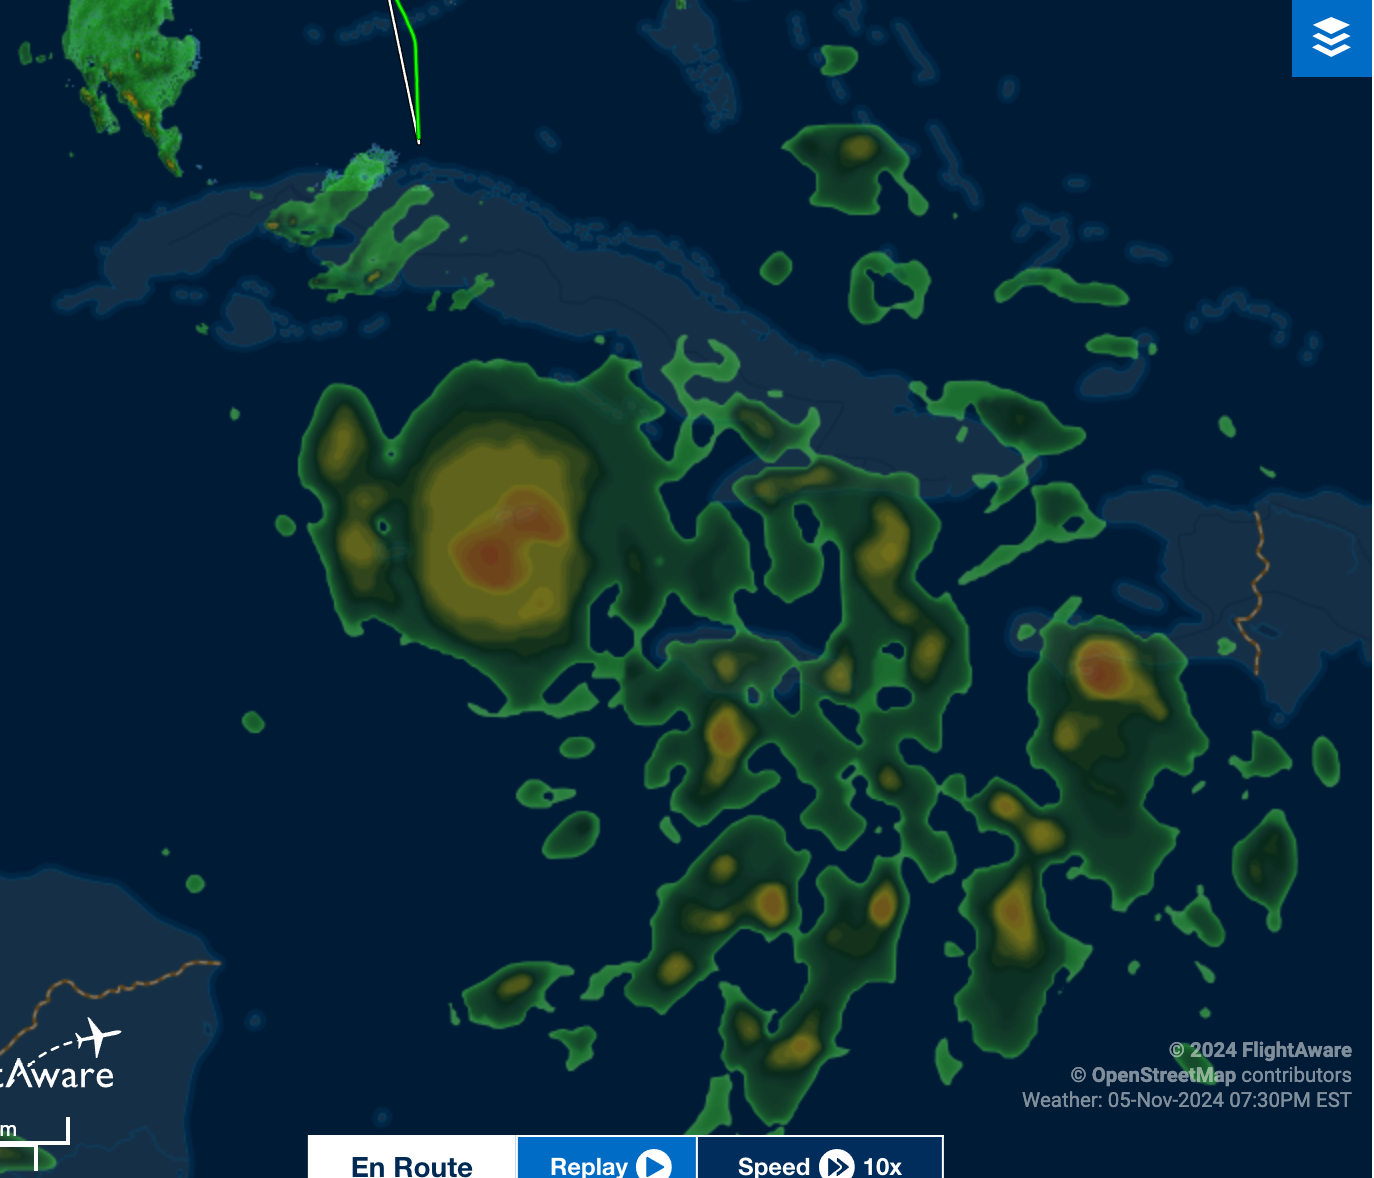 Aware
© 2024 FlightAware
© OpenStreetMap contributors
Weather: 05-Nov-2024 07:30PM EST
m
En Route
Replay
Speed 10x